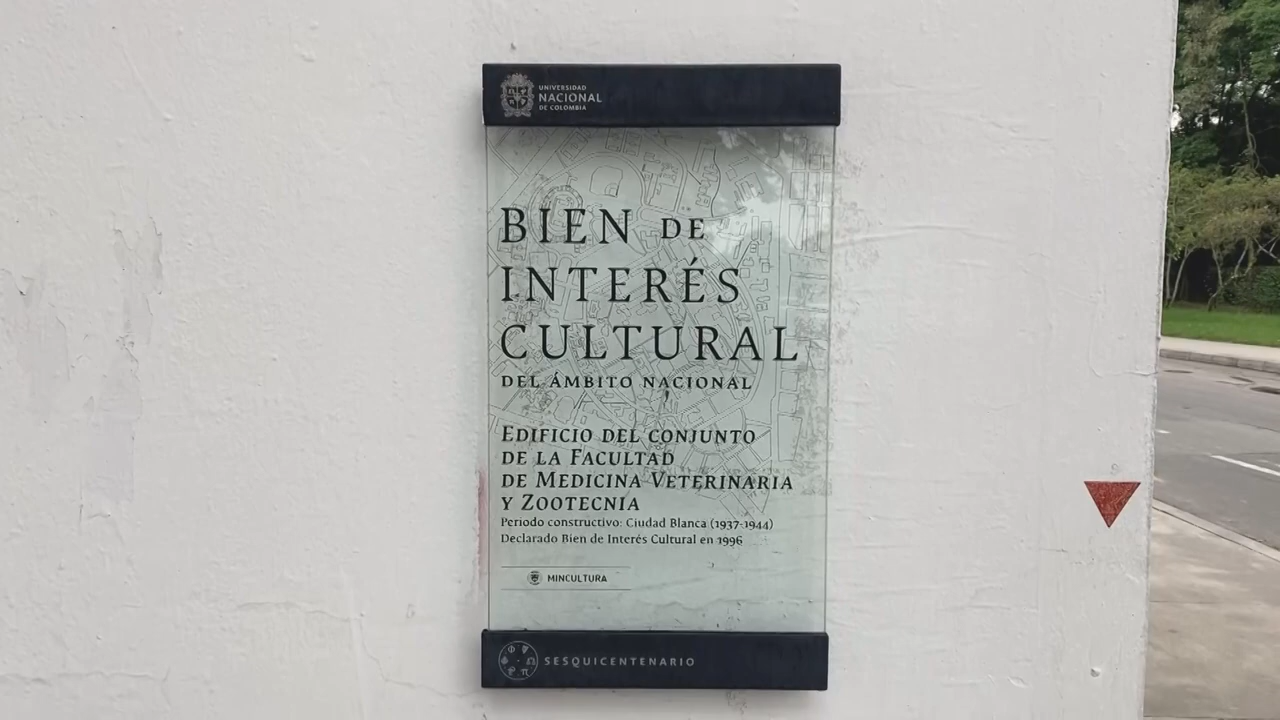 UNIVERSIDAD
NACIONAL
DE COLOMBIA
BIEN DE
INTERÉS
CULTURAL
DEL ÁMBITO NACIONAL
EDIFICIO DEL CONJUNTO
DE LA FACULTAD
DE MEDICINA VETERINARIA
Y ZOOTECNIA
Periodo constructivo: Ciudad Blanca (1937-1944)
Declarado Bien de Interés Cultural en 1996
MINCULTURA
SESQUICENTENARIO